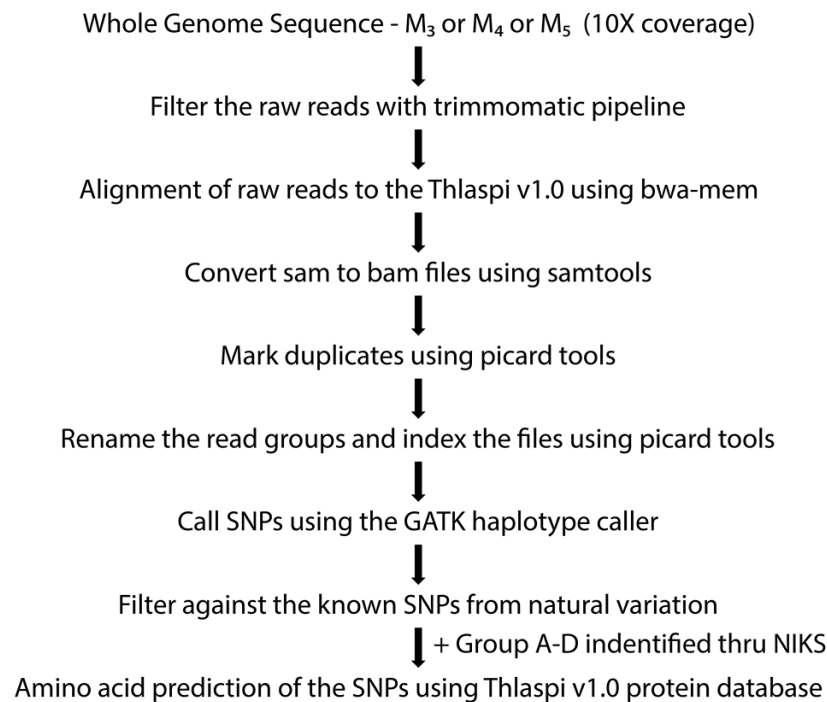 Whole Genome Sequence - M₃ or M₄ or M₅ (10X coverage)
Filter the raw reads with trimmomatic pipeline
Alignment of raw reads to the Thlaspi v1.0 using bwa-mem
Convert sam to bam files using samtools
Mark duplicates using picard tools
Rename the read groups and index the files using picard tools
Call SNPs using the GATK haplotype caller
Filter against the known SNPs from natural variation
+ Group A-D indentified thru NIKS
Amino acid prediction of the SNPs using Thlaspi v1.0 protein database